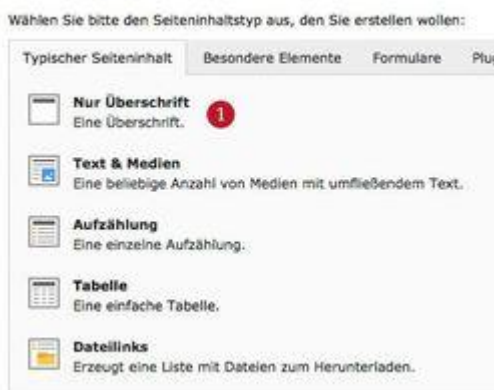 Wählen Sie bitte den Seiteninhaltstyp aus, den Sie erstellen wollen:
Typischer Seiteninhalt Besondere Elemente Formulare Plu
Nur Überschrift
Eine Überschrift.
1
Text & Medien
Eine beliebige Anzahl von Medien mit umfließendem Text.
Aufzählung
Eine einzelne Aufzählung.
Tabelle
Eine einfache Tabelle.
Dateilinks
Erzeugt eine Liste mit Dateien zum Herunterladen.